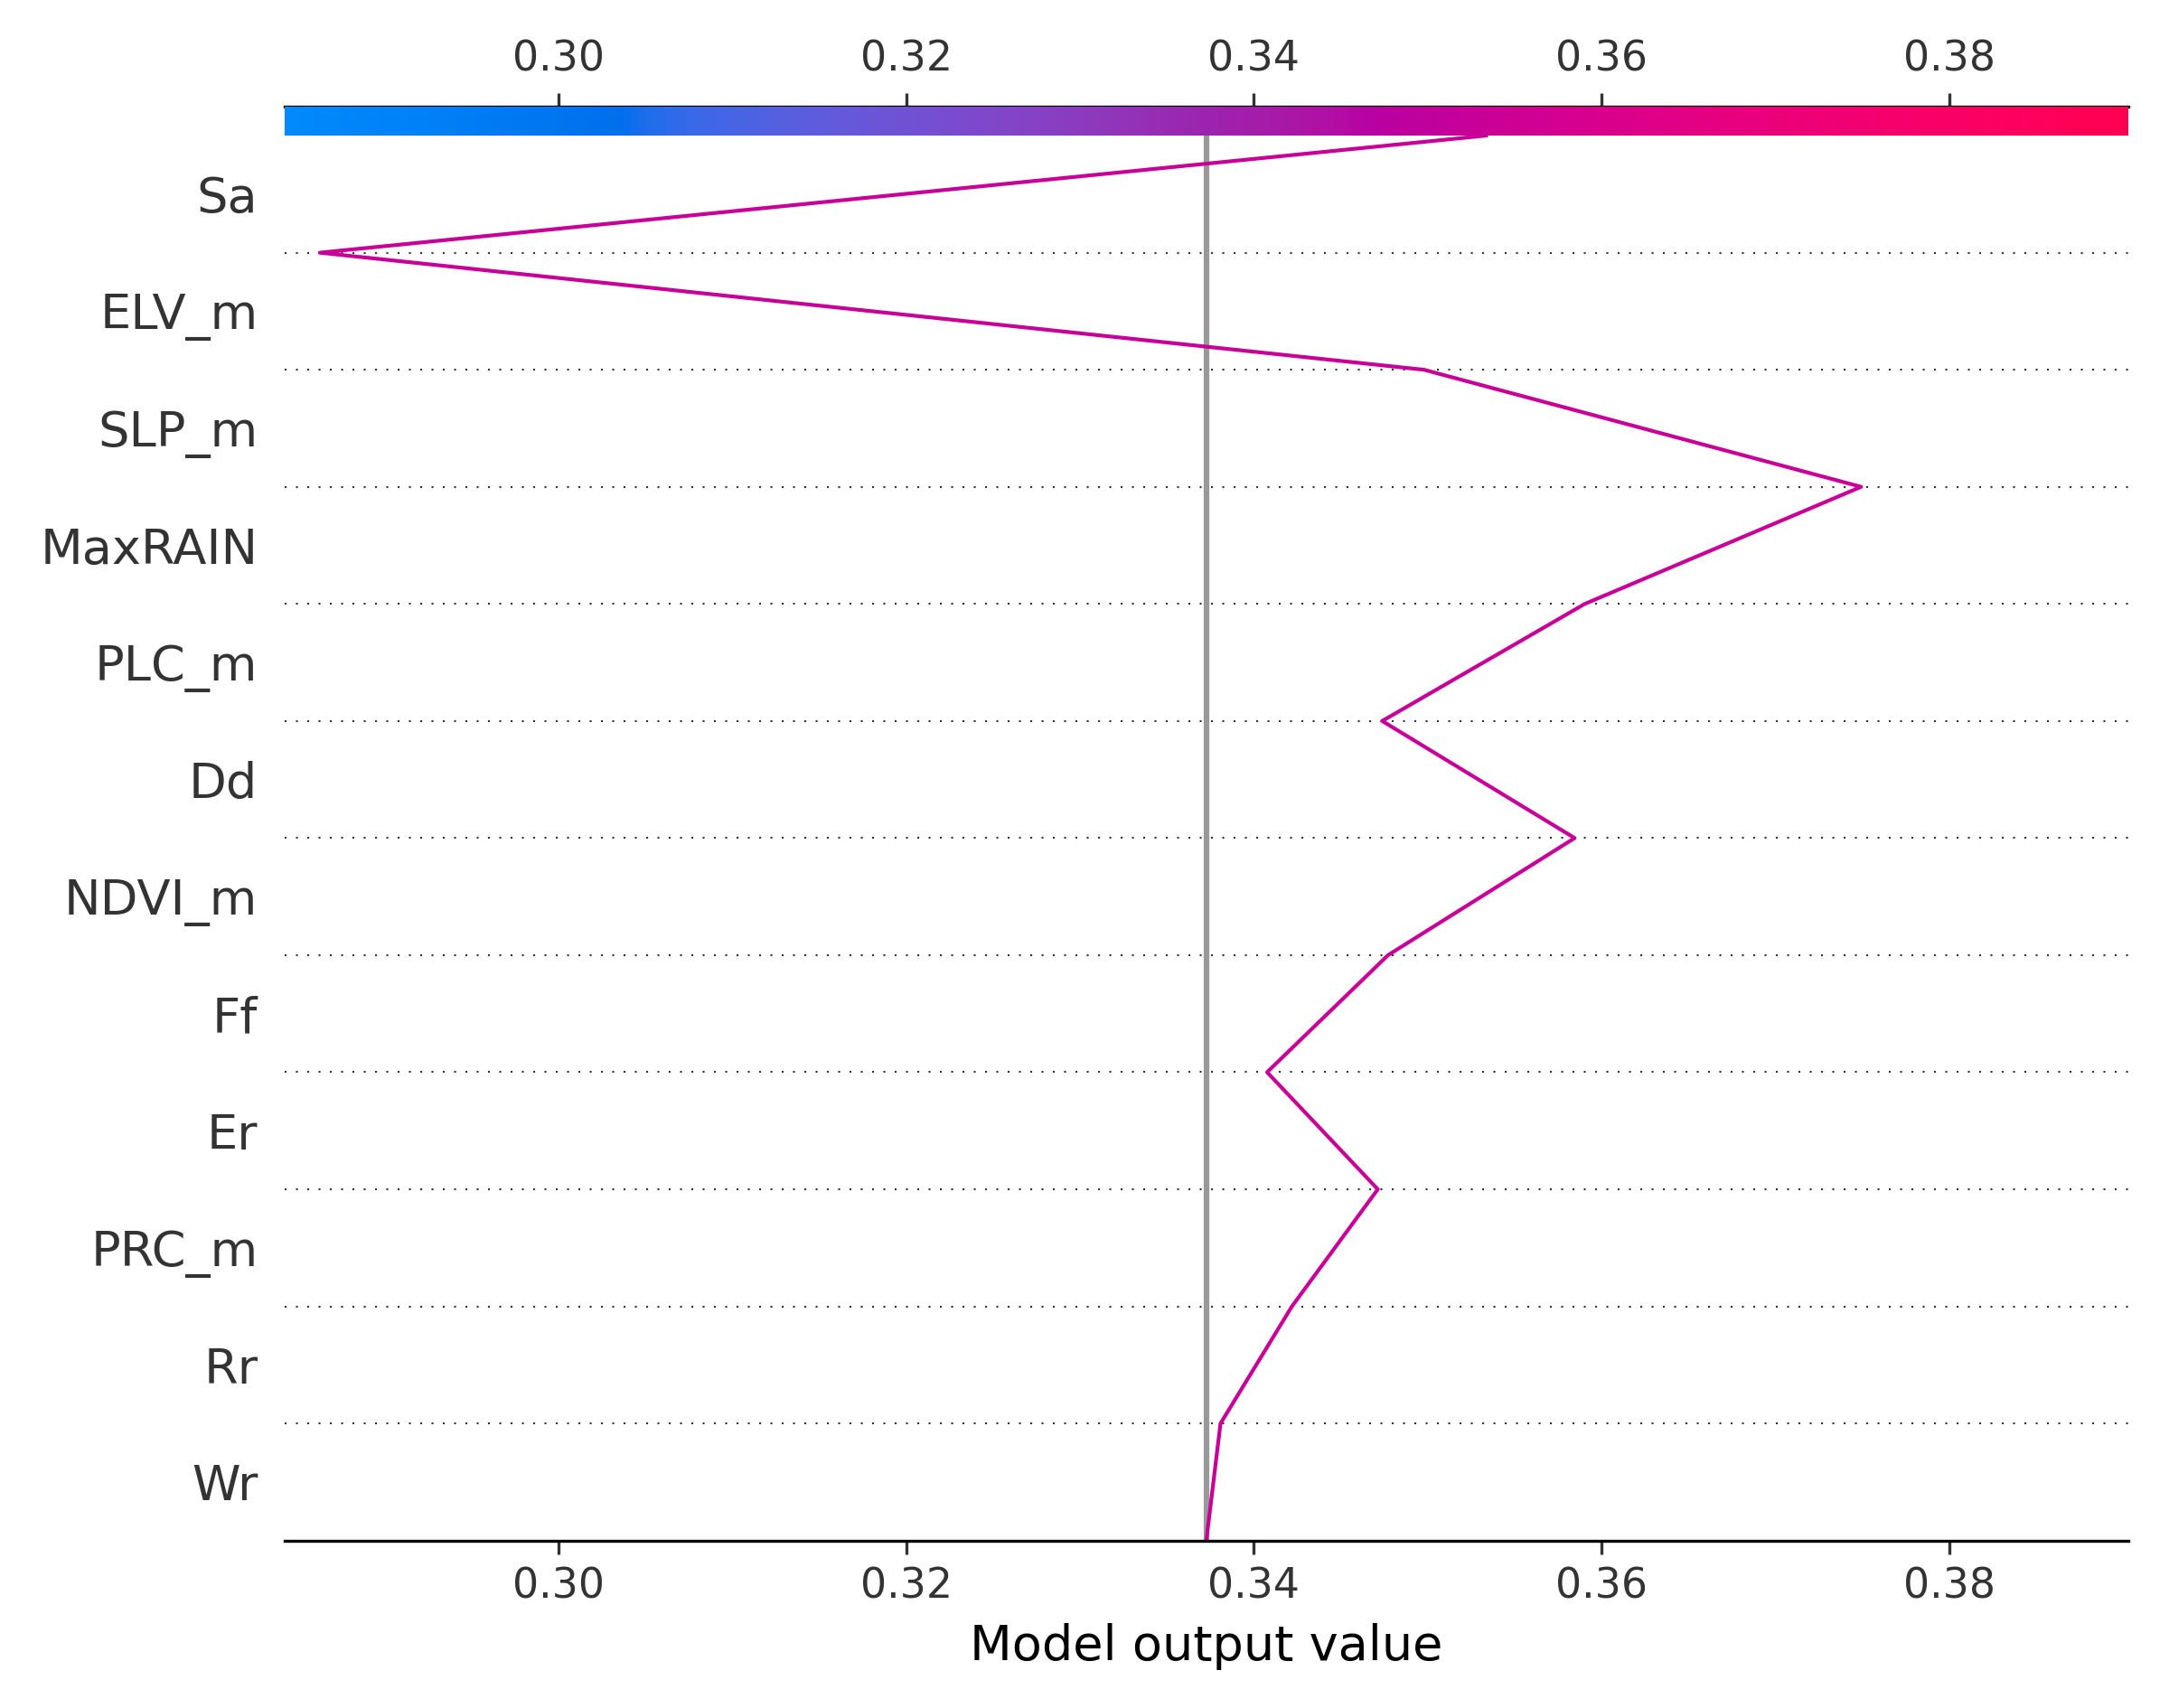 0.30 0.32 0.34 0.36 0.38
Sa
ELV_m
SLP_m
MaxRAIN
PLC_m
Dd
NDVI_m
Ff
Er
PRC_m
Rr
Wr
0.30 0.32 0.34 0.36 0.38
Model output value